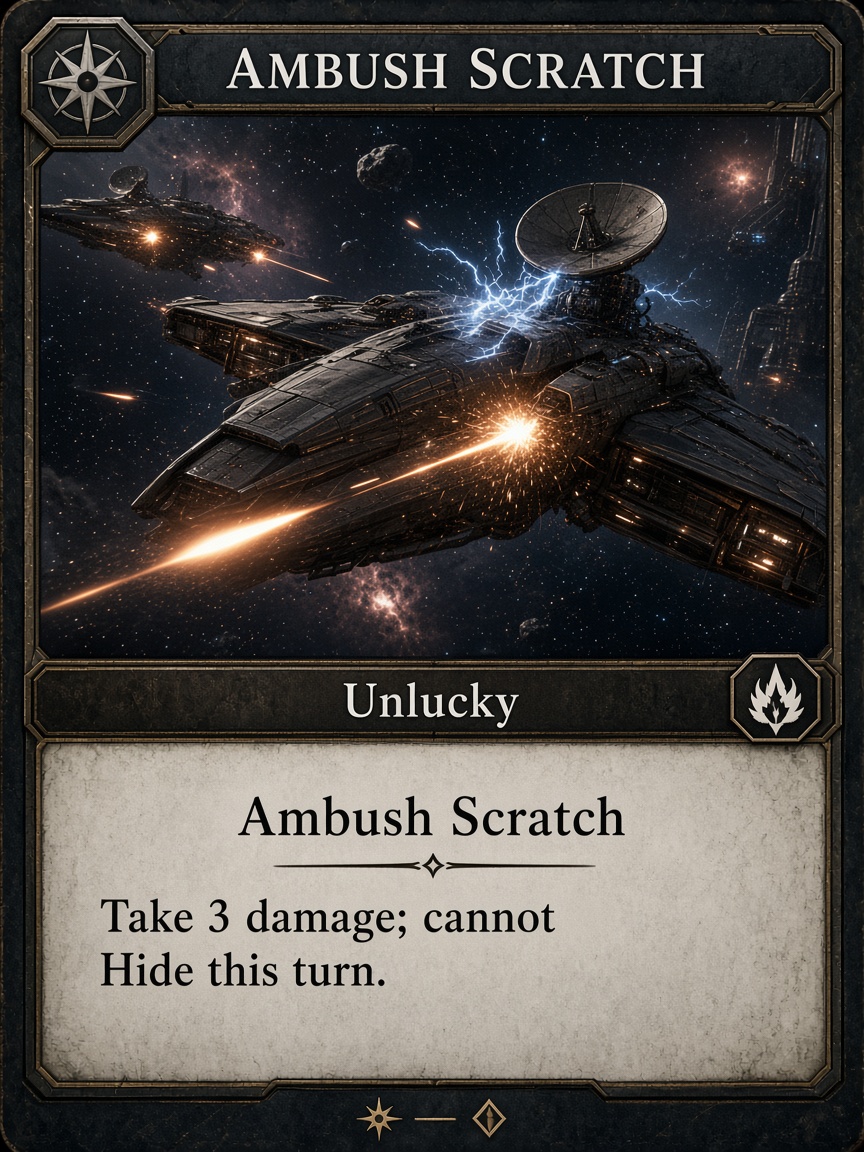 AMBUSH SCRATCH
Unlucky
Ambush Scratch
Take 3 damage; cannot
Hide this turn.